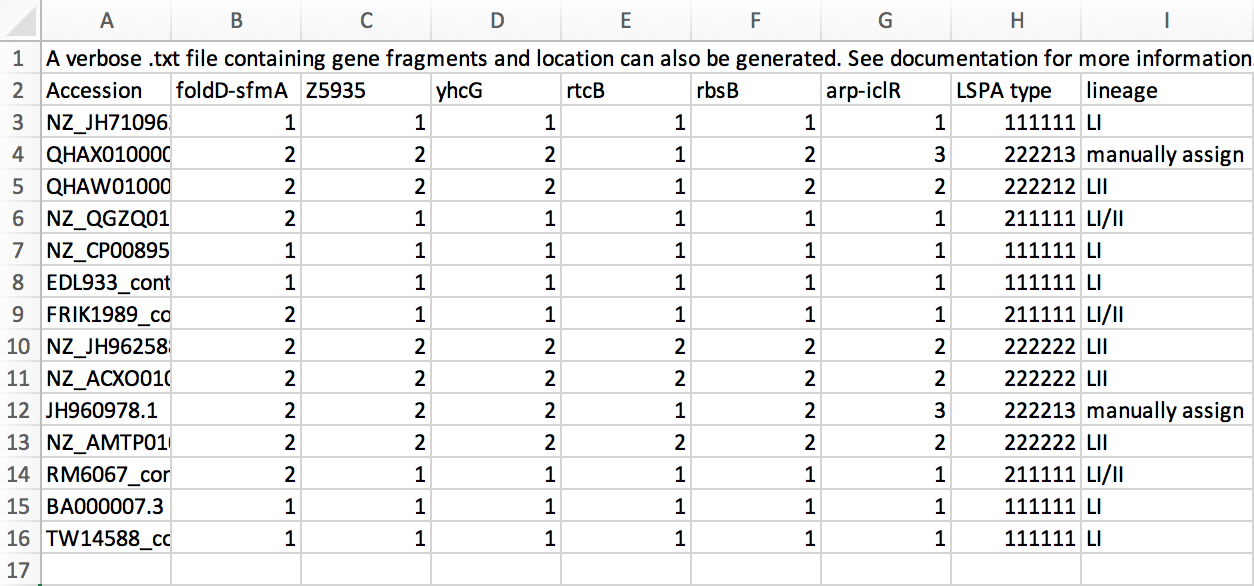 A B C D E F G H I
1 A verbose .txt file containing gene fragments and location can also be generated. See documentation for more information.
2 Accession foldD-sfmA Z5935 yhcG rtcB rbsB arp-iclR LSPA type lineage
3 NZ_JH71096 1 1 1 1 1 1 111111 LI
4 QHAX010000 2 2 2 1 2 3 222213 manually assign
5 QHAW01000 2 2 2 1 2 2 222212 LII
6 NZ_QGZQ01 2 1 1 1 1 1 211111 LI/II
7 NZ_CP00895 1 1 1 1 1 1 111111 LI
8 EDL933_cont 1 1 1 1 1 1 111111 LI
9 FRIK1989_co 2 1 1 1 1 1 211111 LI/II
10 NZ_JH96258 2 2 2 2 2 2 222222 LII
11 NZ_ACXO010 2 2 2 2 2 2 222222 LII
12 JH960978.1 2 2 2 1 2 3 222213 manually assign
13 NZ_AMTP01 2 2 2 2 2 2 222222 LII
14 RM6067_cor 2 1 1 1 1 1 211111 LI/II
15 BA000007.3 1 1 1 1 1 1 111111 LI
16 TW14588_co 1 1 1 1 1 1 111111 LI
17